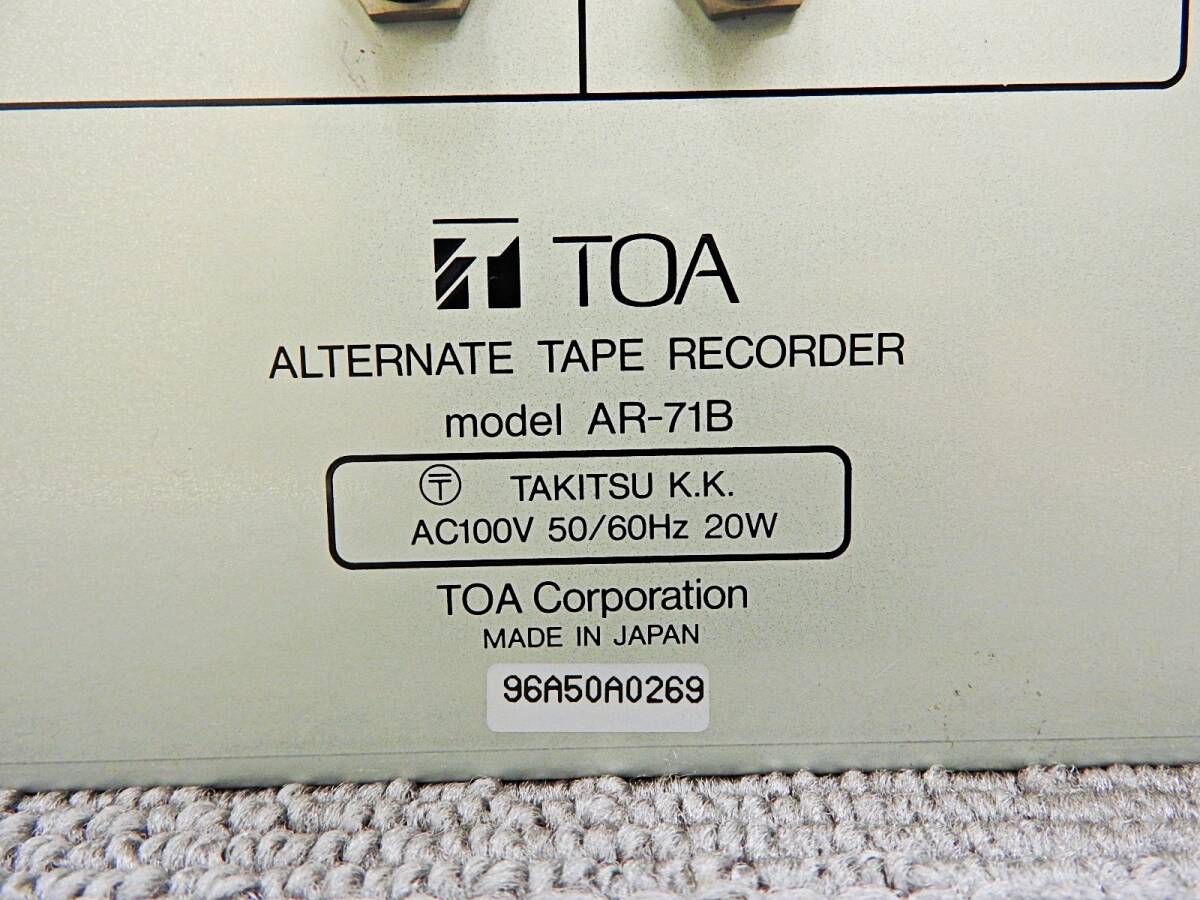 TOA
ALTERNATE TAPE RECORDER
model AR-71B
〒 TAKITSU K.K.
AC100V 50/60Hz 20W
TOA Corporation
MADE IN JAPAN
96A50A0269